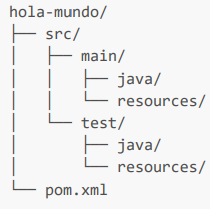 hola-mundo/
├── src/
│   ├── main/
│   │   ├── java/
│   │   └── resources/
│   └── test/
│       ├── java/
│       └── resources/
└── pom.xml